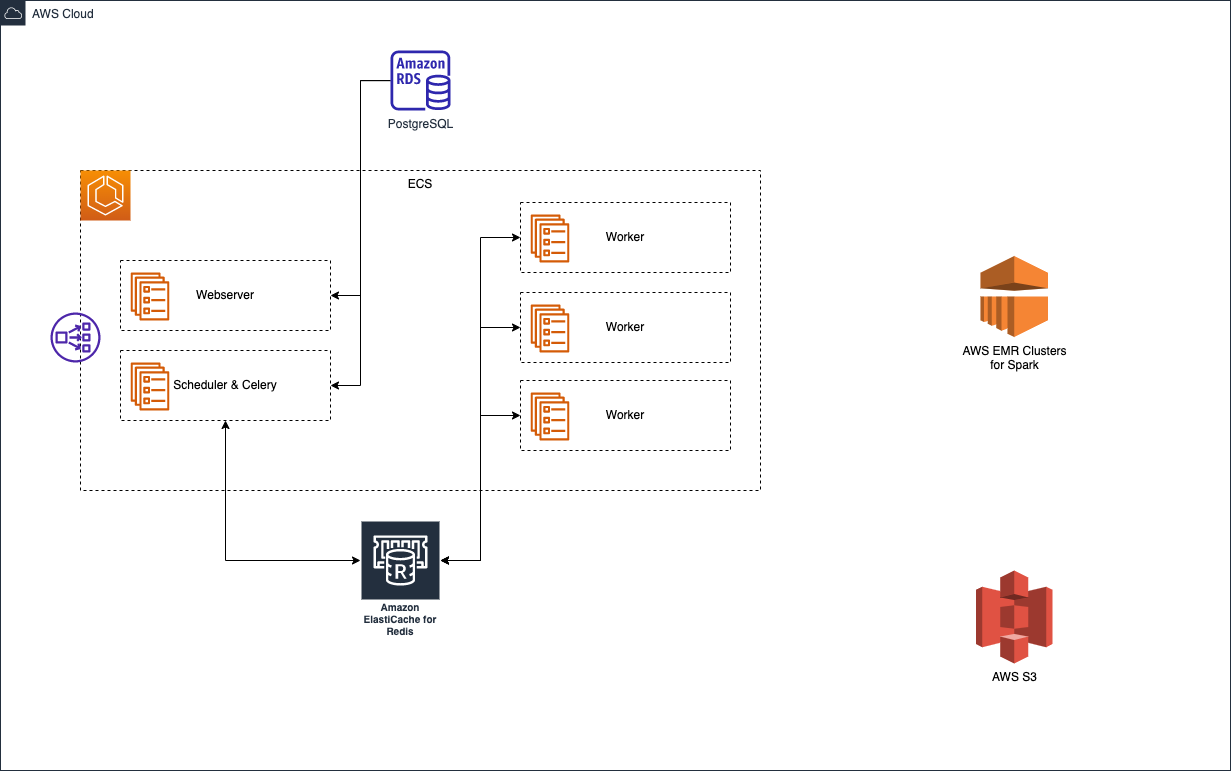 AWS Cloud
Amazon
RDS
PostgreSQL
ECS
Worker
Webserver
Worker
Scheduler & Celery
Worker
AWS EMR Clusters
for Spark
R
Amazon
ElastiCache for
Redis
AWS S3